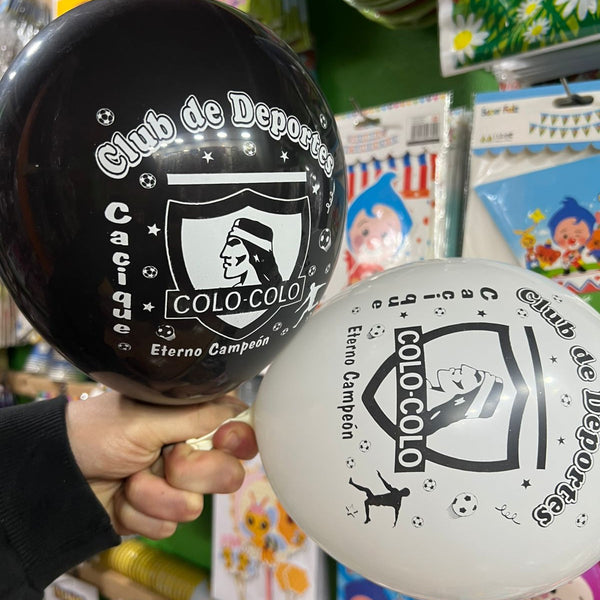 Club de Deportes
Cacique
COLO-COLO
Eterno Campeón
Club de Deportes
Cacique
COLO-COLO
Eterno Campeón